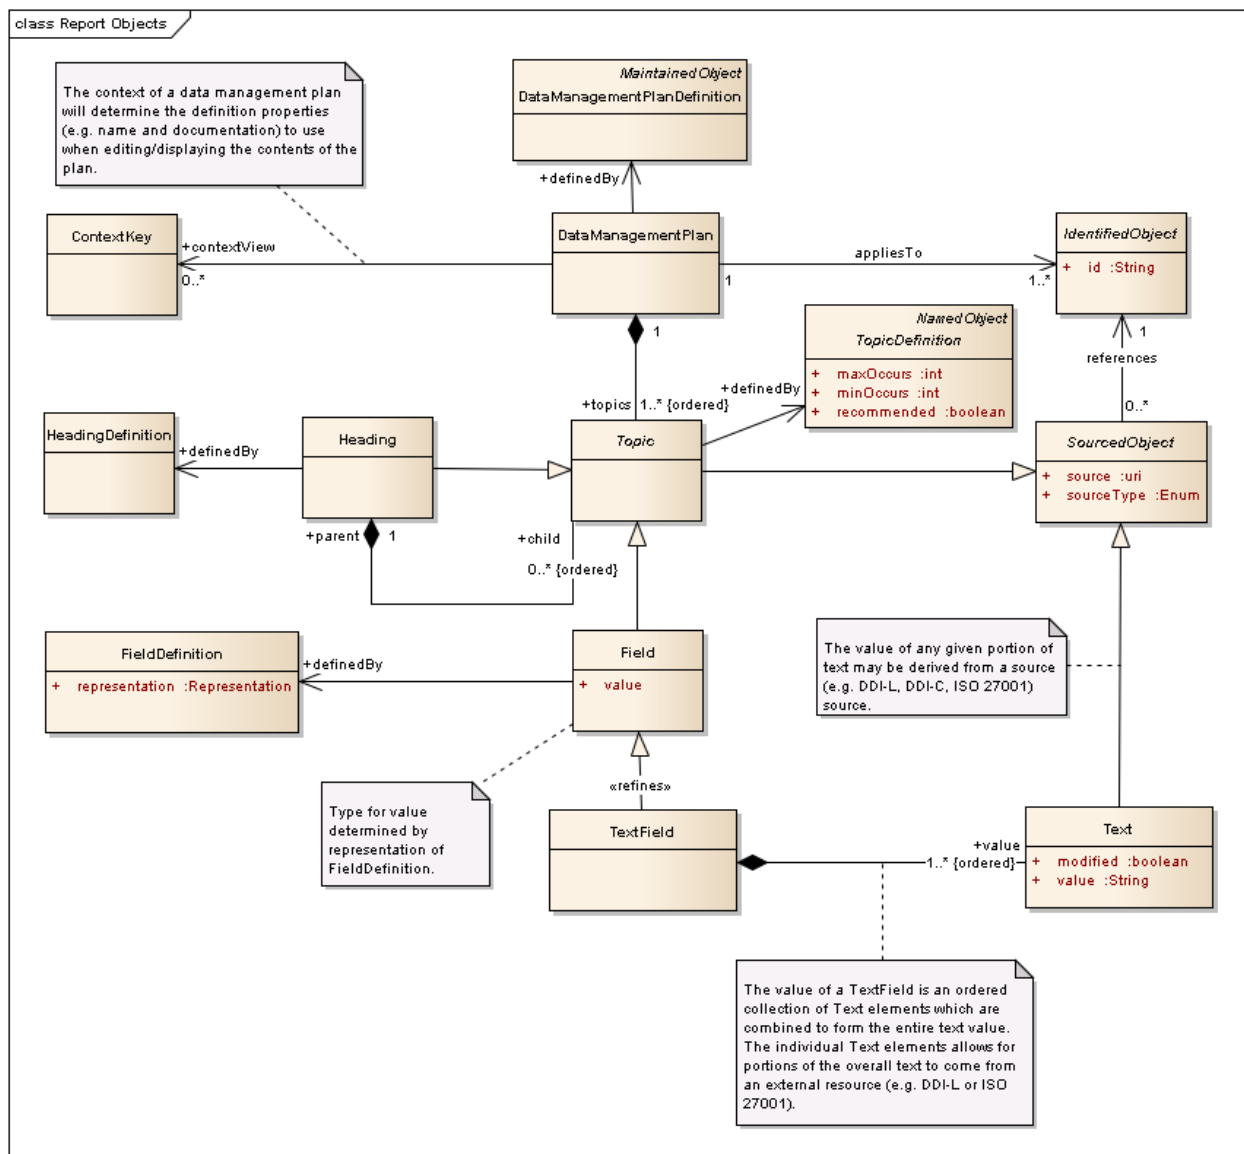 class Report Objects
The context of a data management plan
will determine the definition properties
(e.g. name and documentation) to use
when editing/displaying the contents of the
plan.
MaintainedObject
DataManagementPlanDefinition
+definedBy
ContextKey
+contextView
0..*
DataManagementPlan
1
appliesTo
1..*
IdentifiedObject
+ id :String
1
1
references
0..*
NamedObject
TopicDefinition
+ maxOccurs :int
+ minOccurs :int
+ recommended :boolean
+definedBy
+topics 1..* {ordered}
HeadingDefinition
+definedBy
Heading
Topic
SourcedObject
+ source :uri
+ sourceType :Enum
+parent 1
+child
0..* {ordered}
FieldDefinition
+ representation :Representation
+definedBy
Field
+ value
The value of any given portion of
text may be derived from a source
(e.g. DDI-L, DDI-C, ISO 27001)
source.
Type for value
determined by
representation of
FieldDefinition.
«refines»
TextField
+value
1..* {ordered}
Text
+ modified :boolean
+ value :String
The value of a TextField is an ordered
collection of Text elements which are
combined to form the entire text value.
The individual Text elements allows for
portions of the overall text to come from
an external resource (e.g. DDI-L or ISO
27001).